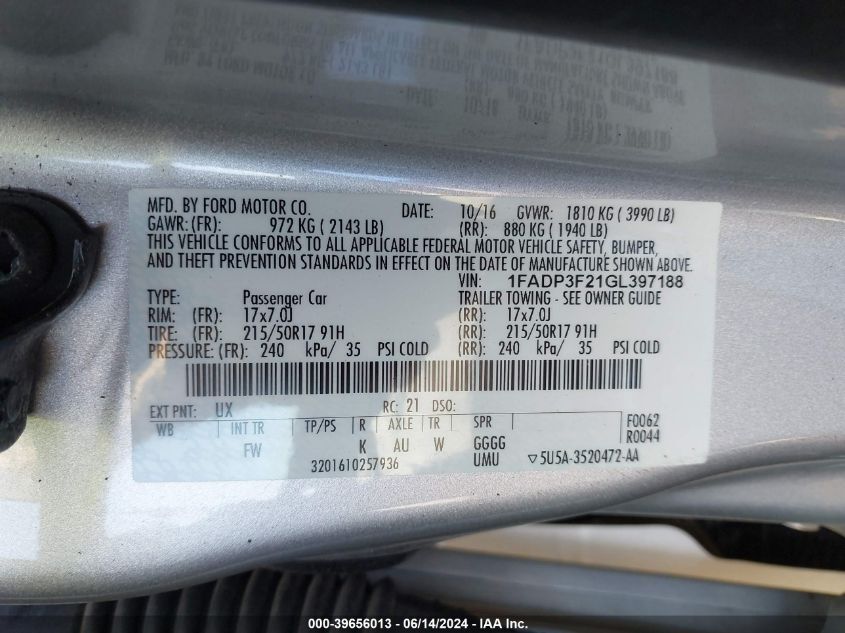 MFD. BY FORD MOTOR CO. DATE: 10/16 GVWR: 1810 KG ( 3990 LB)
GAWR: (FR): 972 KG ( 2143 LB) (RR): 880 KG ( 1940 LB)
THIS VEHICLE CONFORMS TO ALL APPLICABLE FEDERAL MOTOR VEHICLE SAFETY, BUMPER,
AND THEFT PREVENTION STANDARDS IN EFFECT ON THE DATE OF MANUFACTURE SHOWN ABOVE.
VIN: 1FADP3F21GL397188
TYPE: Passenger Car TRAILER TOWING - SEE OWNER GUIDE
RIM: (FR): 17x7.0J (RR): 17x7.0J
TIRE: (FR): 215/50R17 91H (RR): 215/50R17 91H
PRESSURE: (FR): 240 kPa/ 35 PSI COLD (RR): 240 kPa/ 35 PSI COLD
EXT PNT: UX RC: 21 DSO:
WB INT TR TP/PS R AXLE TR SPR F0062
FW K AU W GGGG R0044
3201610257936 UMU ▽5U5A-3520472-AA
000-39656013 - 06/14/2024 - IAA Inc.